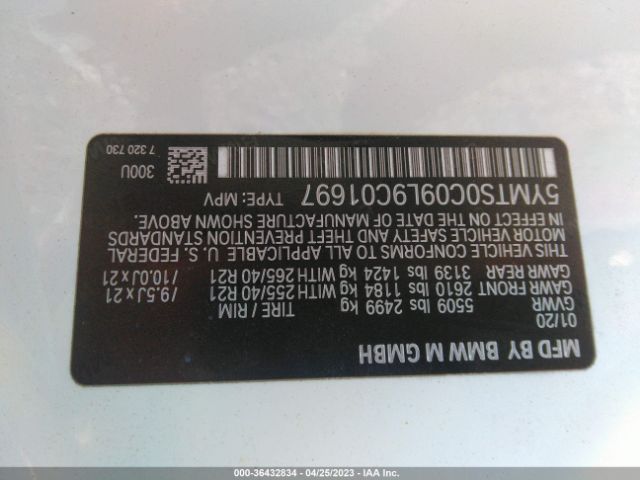 MFD BY BMW M GMBH
01/20
GVWR TIRE / RIM
5509 lbs 2499 kg
GAWR FRONT 2610 lbs 1184 kg WITH 255/40 R21 /9.5J x 21
GAWR REAR 3139 lbs 1424 kg WITH 265/40 R21 /10.0J x 21
THIS VEHICLE CONFORMS TO ALL APPLICABLE U. S. FEDERAL
MOTOR VEHICLE SAFETY AND THEFT PREVENTION STANDARDS
IN EFFECT ON THE DATE OF MANUFACTURE SHOWN ABOVE.
5YMTS0C09L9C01697 TYPE: MPV
300U
7 320 730
000-36432834 - 04/25/2023 - IAA Inc.